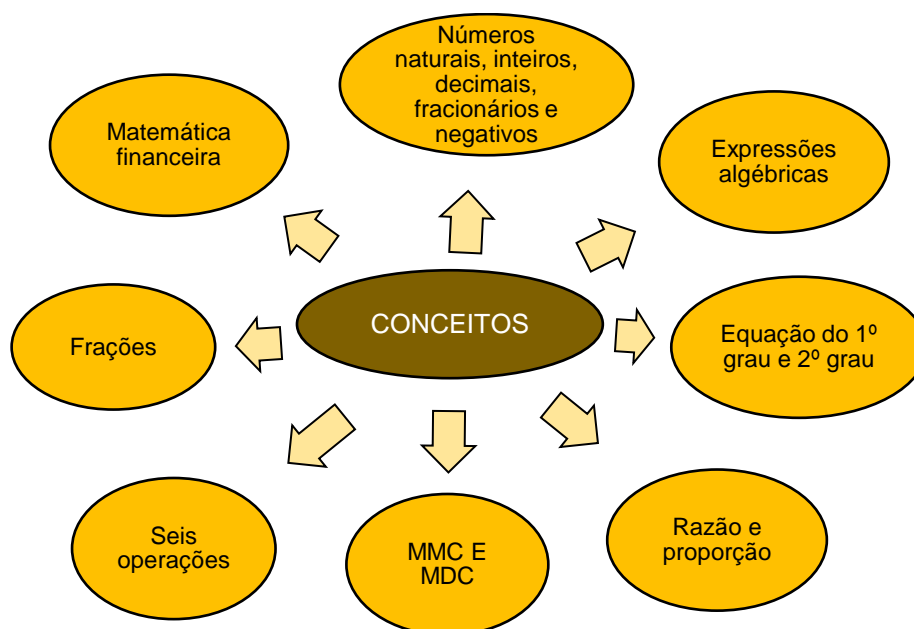 Números
naturais, inteiros,
decimais,
fracionários e
negativos
Matemática
financeira
Expressões
algébricas
CONCEITOS
Frações
Equação do 1º
grau e 2º grau
Seis
operações
MMC E
MDC
Razão e
proporção